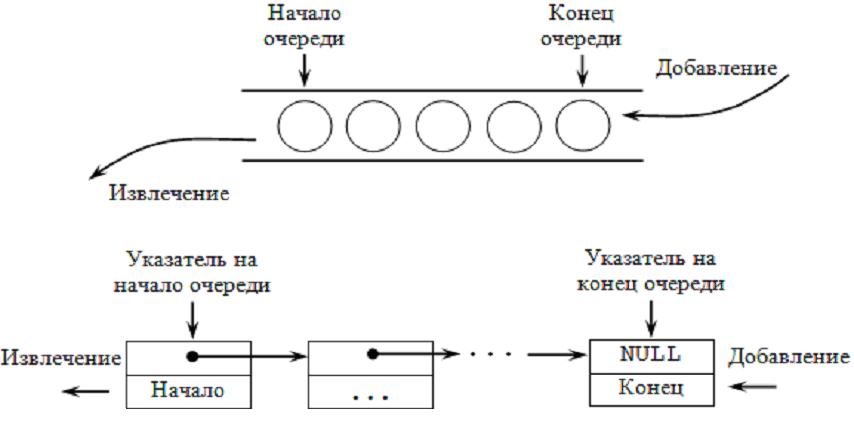 Начало
очереди
Конец
очереди
Добавление
Извлечение
Указатель на
начало очереди
Указатель на
конец очереди
Извлечение
Начало
...
...
NULL
Конец
Добавление